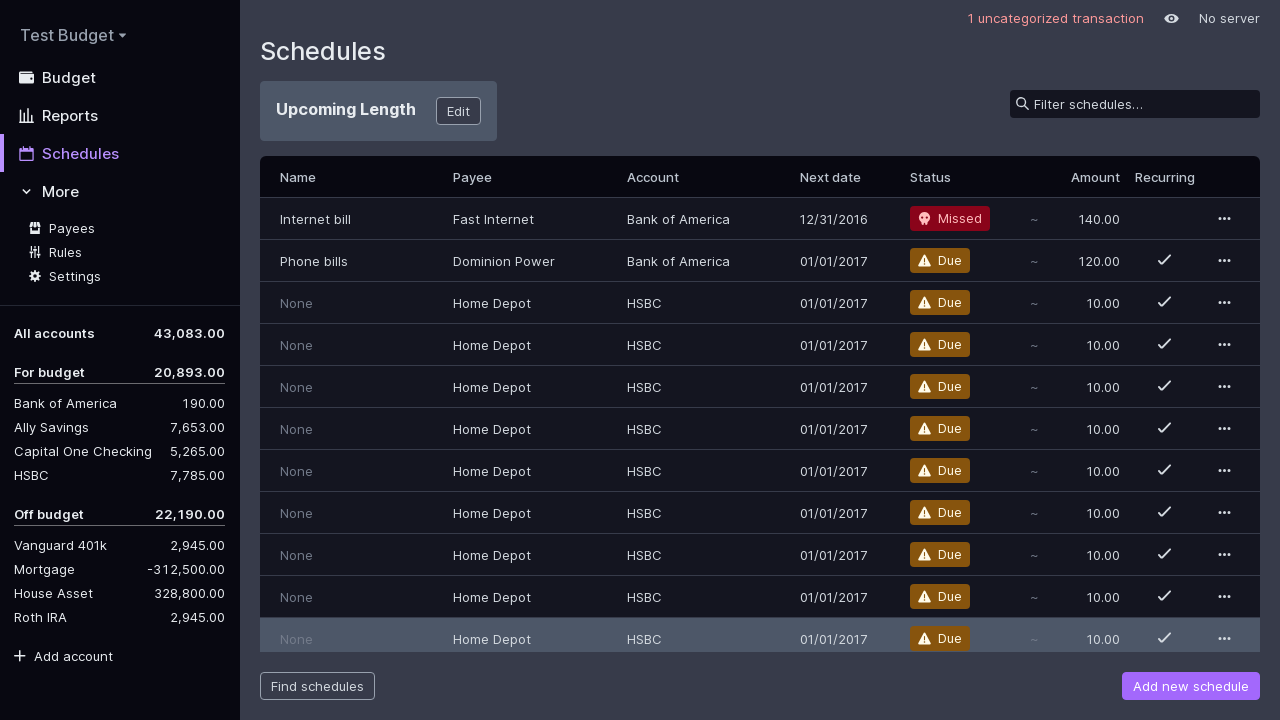 Test Budget
Budget
Reports
Schedules
More
Payees
Rules
Settings
All accounts 43,083.00
For budget 20,893.00
Bank of America 190.00
Ally Savings 7,653.00
Capital One Checking 5,265.00
HSBC 7,785.00
Off budget 22,190.00
Vanguard 401k 2,945.00
Mortgage -312,500.00
House Asset 328,800.00
Roth IRA 2,945.00
Add account
1 uncategorized transaction No server
Schedules
Upcoming Length Edit
Filter schedules…
Name Payee Account Next date Status Amount Recurring
Internet bill Fast Internet Bank of America 12/31/2016 Missed ~ 140.00
Phone bills Dominion Power Bank of America 01/01/2017 Due ~ 120.00
None Home Depot HSBC 01/01/2017 Due ~ 10.00
None Home Depot HSBC 01/01/2017 Due ~ 10.00
None Home Depot HSBC 01/01/2017 Due ~ 10.00
None Home Depot HSBC 01/01/2017 Due ~ 10.00
None Home Depot HSBC 01/01/2017 Due ~ 10.00
None Home Depot HSBC 01/01/2017 Due ~ 10.00
None Home Depot HSBC 01/01/2017 Due ~ 10.00
None Home Depot HSBC 01/01/2017 Due ~ 10.00
None Home Depot HSBC 01/01/2017 Due ~ 10.00
Find schedules Add new schedule